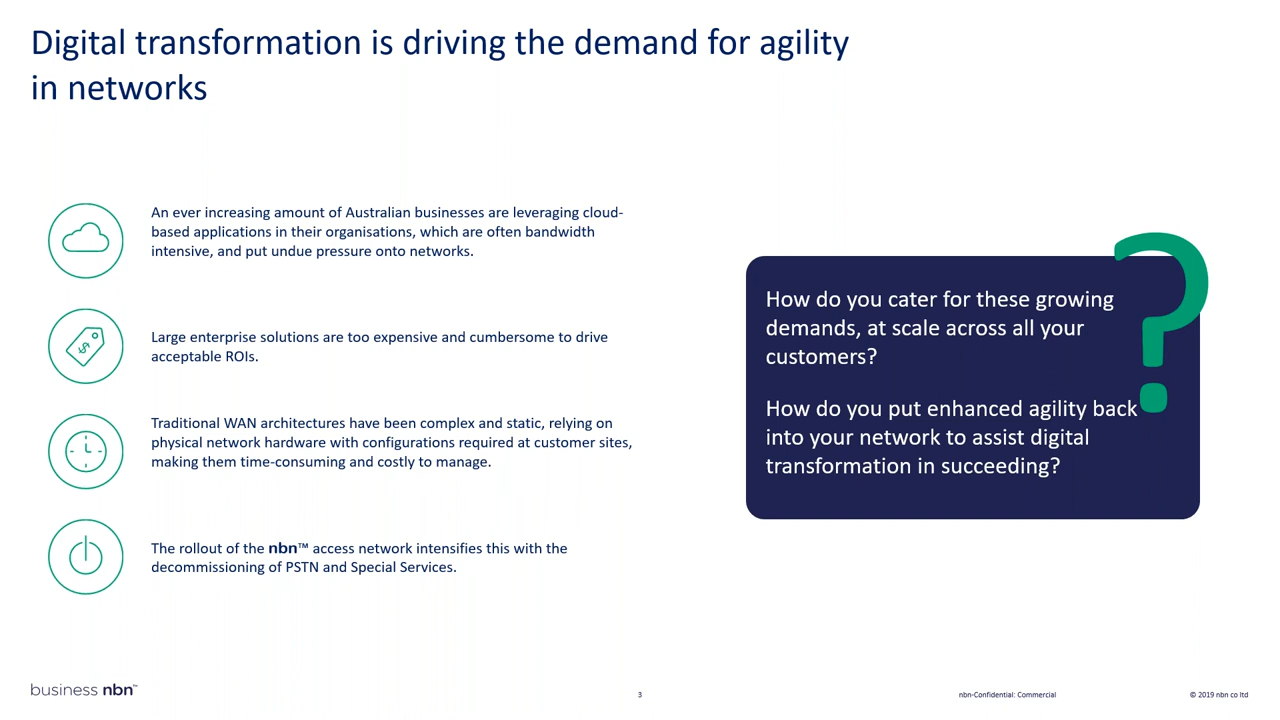 Digital transformation is driving the demand for agility
in networks
An ever increasing amount of Australian businesses are leveraging cloud-
based applications in their organisations, which are often bandwidth
intensive, and put undue pressure onto networks.
$
Large enterprise solutions are too expensive and cumbersome to drive
acceptable ROIs.
Traditional WAN architectures have been complex and static, relying on
physical network hardware with configurations required at customer sites,
making them time-consuming and costly to manage.
The rollout of the nbn™ access network intensifies this with the
decommissioning of PSTN and Special Services.
How do you cater for these growing
demands, at scale across all your
customers?
How do you put enhanced agility back
into your network to assist digital
transformation in succeeding?
?
business nbn™
3
nbn-Confidential: Commercial
© 2019 nbn co ltd